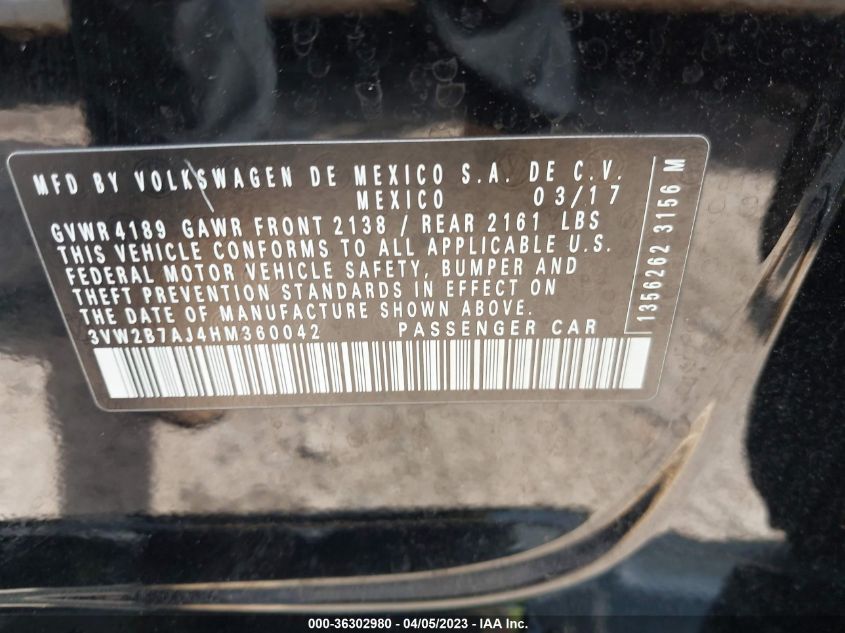 MFD BY VOLKSWAGEN DE MEXICO S.A. DE C.V.
MEXICO 03/17
GVWR 4189 GAWR FRONT 2138 / REAR 2161 LBS
THIS VEHICLE CONFORMS TO ALL APPLICABLE U.S.
FEDERAL MOTOR VEHICLE SAFETY, BUMPER AND
THEFT PREVENTION STANDARDS IN EFFECT ON
THE DATE OF MANUFACTURE SHOWN ABOVE.
3VW2B7AJ4HM360042 PASSENGER CAR
1356262 3156 M
000-36302980 - 04/05/2023 - IAA Inc.